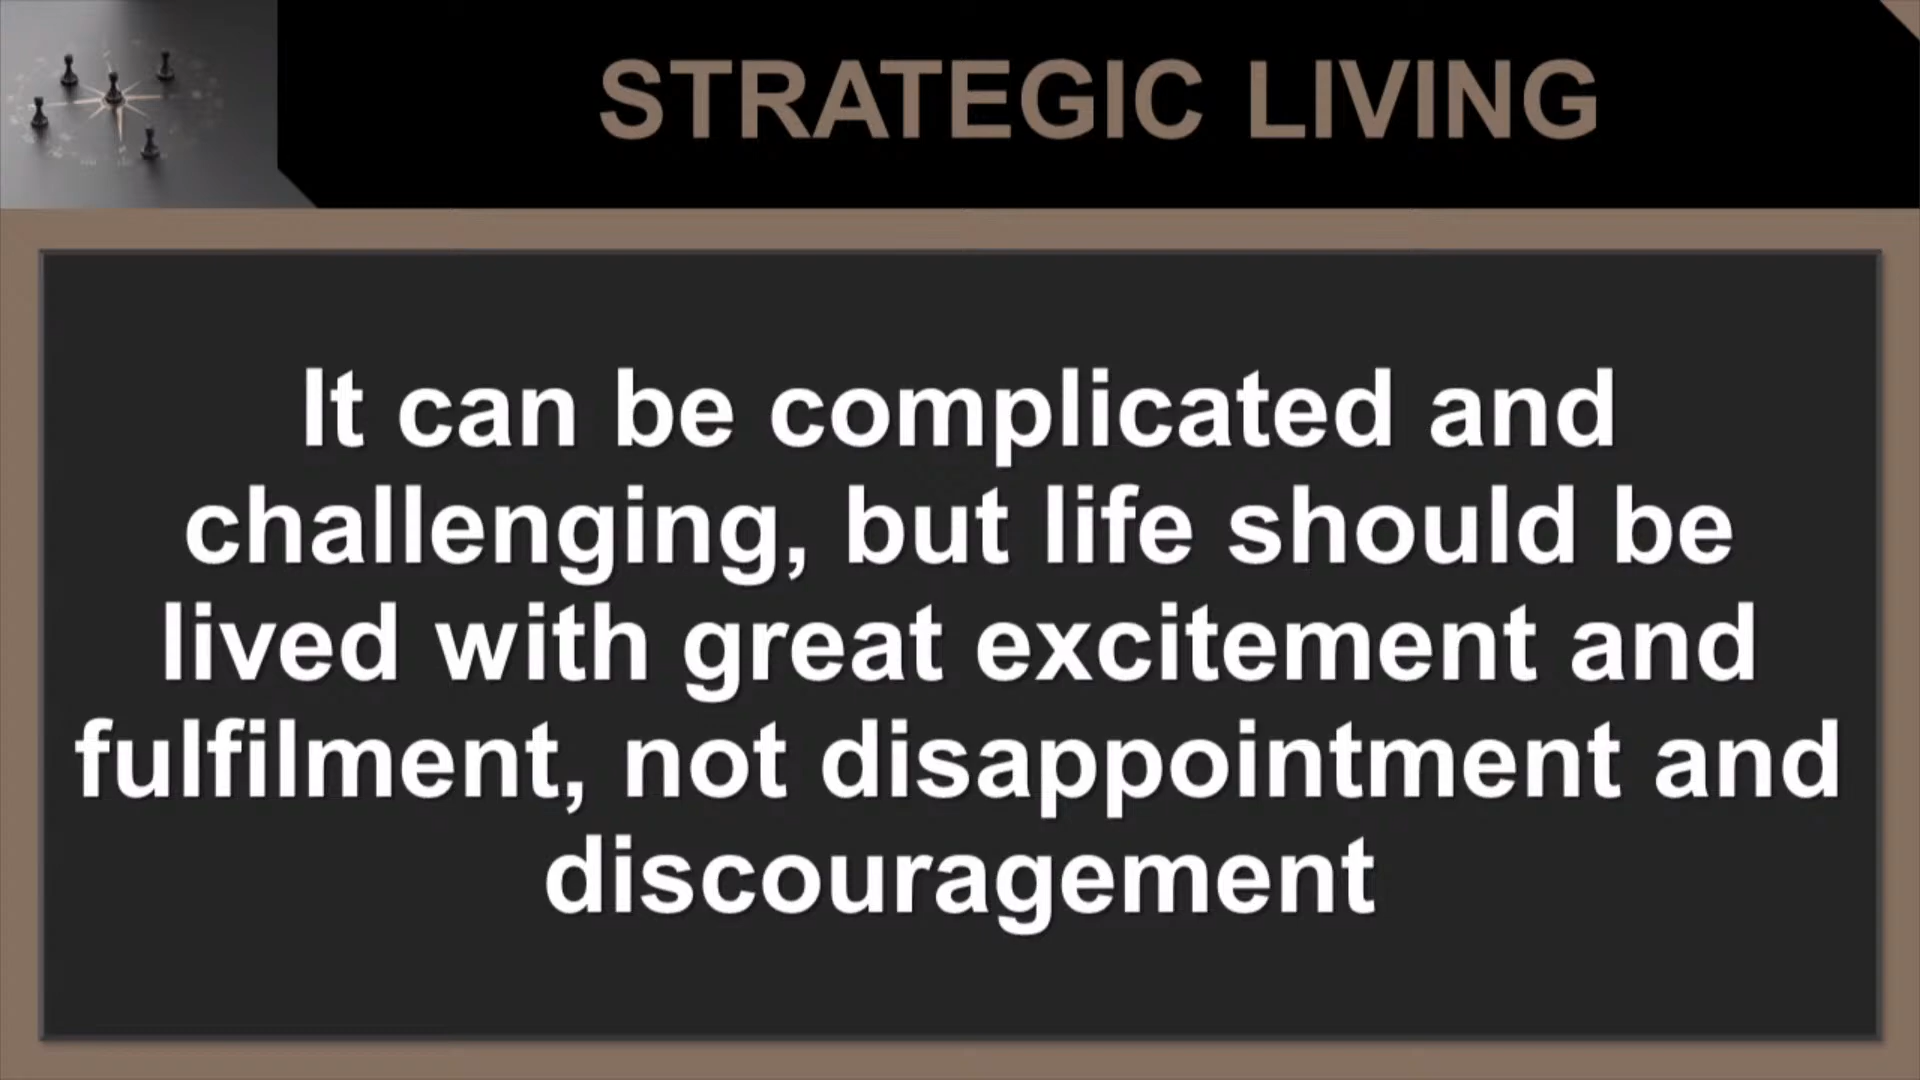 STRATEGIC LIVING
It can be complicated and
challenging, but life should be
lived with great excitement and
fulfilment, not disappointment and
discouragement